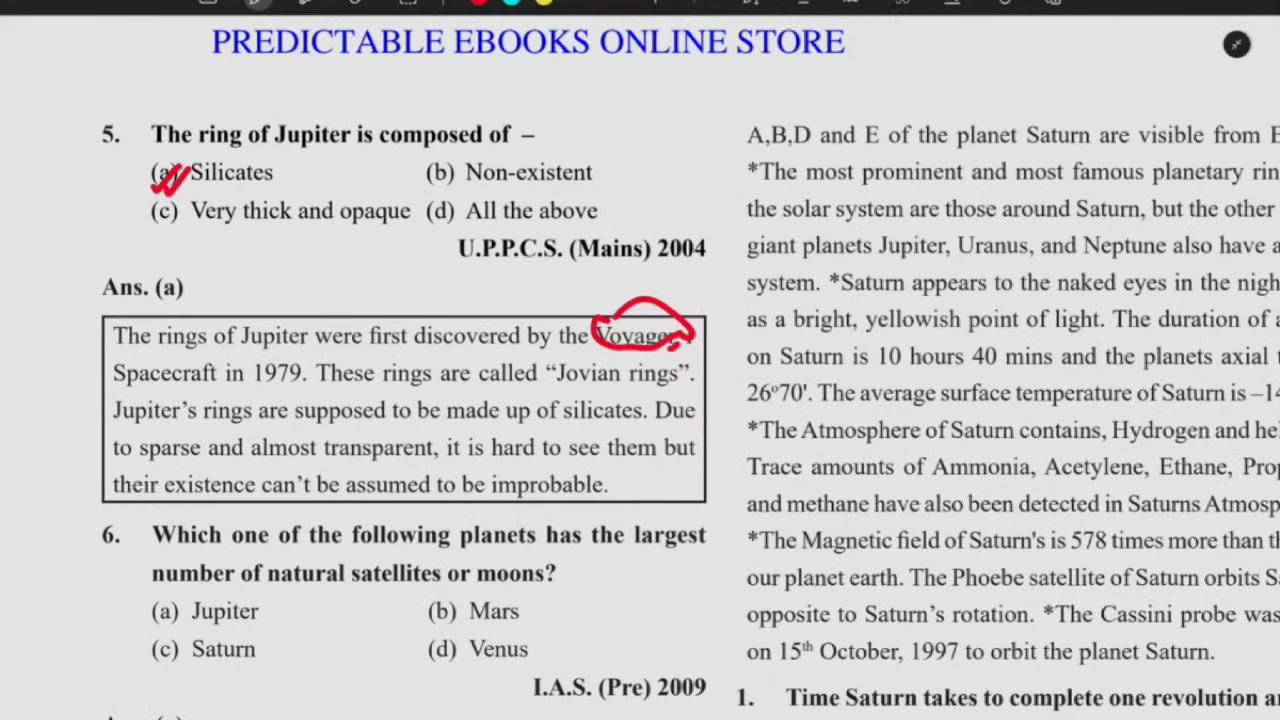 PREDICTABLE EBOOKS ONLINE STORE
5. The ring of Jupiter is composed of –
(a) Silicates (b) Non-existent
(c) Very thick and opaque (d) All the above
U.P.P.C.S. (Mains) 2004
Ans. (a)
The rings of Jupiter were first discovered by the Voyager
Spacecraft in 1979. These rings are called “Jovian rings”.
Jupiter’s rings are supposed to be made up of silicates. Due
to sparse and almost transparent, it is hard to see them but
their existence can’t be assumed to be improbable.
6. Which one of the following planets has the largest
number of natural satellites or moons?
(a) Jupiter (b) Mars
(c) Saturn (d) Venus
I.A.S. (Pre) 2009
A,B,D and E of the planet Saturn are visible from
*The most prominent and most famous planetary
the solar system are those around Saturn, but the other
giant planets Jupiter, Uranus, and Neptune also have
system. *Saturn appears to the naked eyes in the
as a bright, yellowish point of light. The duration of
on Saturn is 10 hours 40 mins and the planets axial
26º70'. The average surface temperature of Saturn is
*The Atmosphere of Saturn contains, Hydrogen and
Trace amounts of Ammonia, Acetylene, Ethane,
and methane have also been detected in Saturns
*The Magnetic field of Saturn's is 578 times more than
our planet earth. The Phoebe satellite of Saturn orbits
opposite to Saturn’s rotation. *The Cassini probe was
on 15th October, 1997 to orbit the planet Saturn.
1. Time Saturn takes to complete one revolution